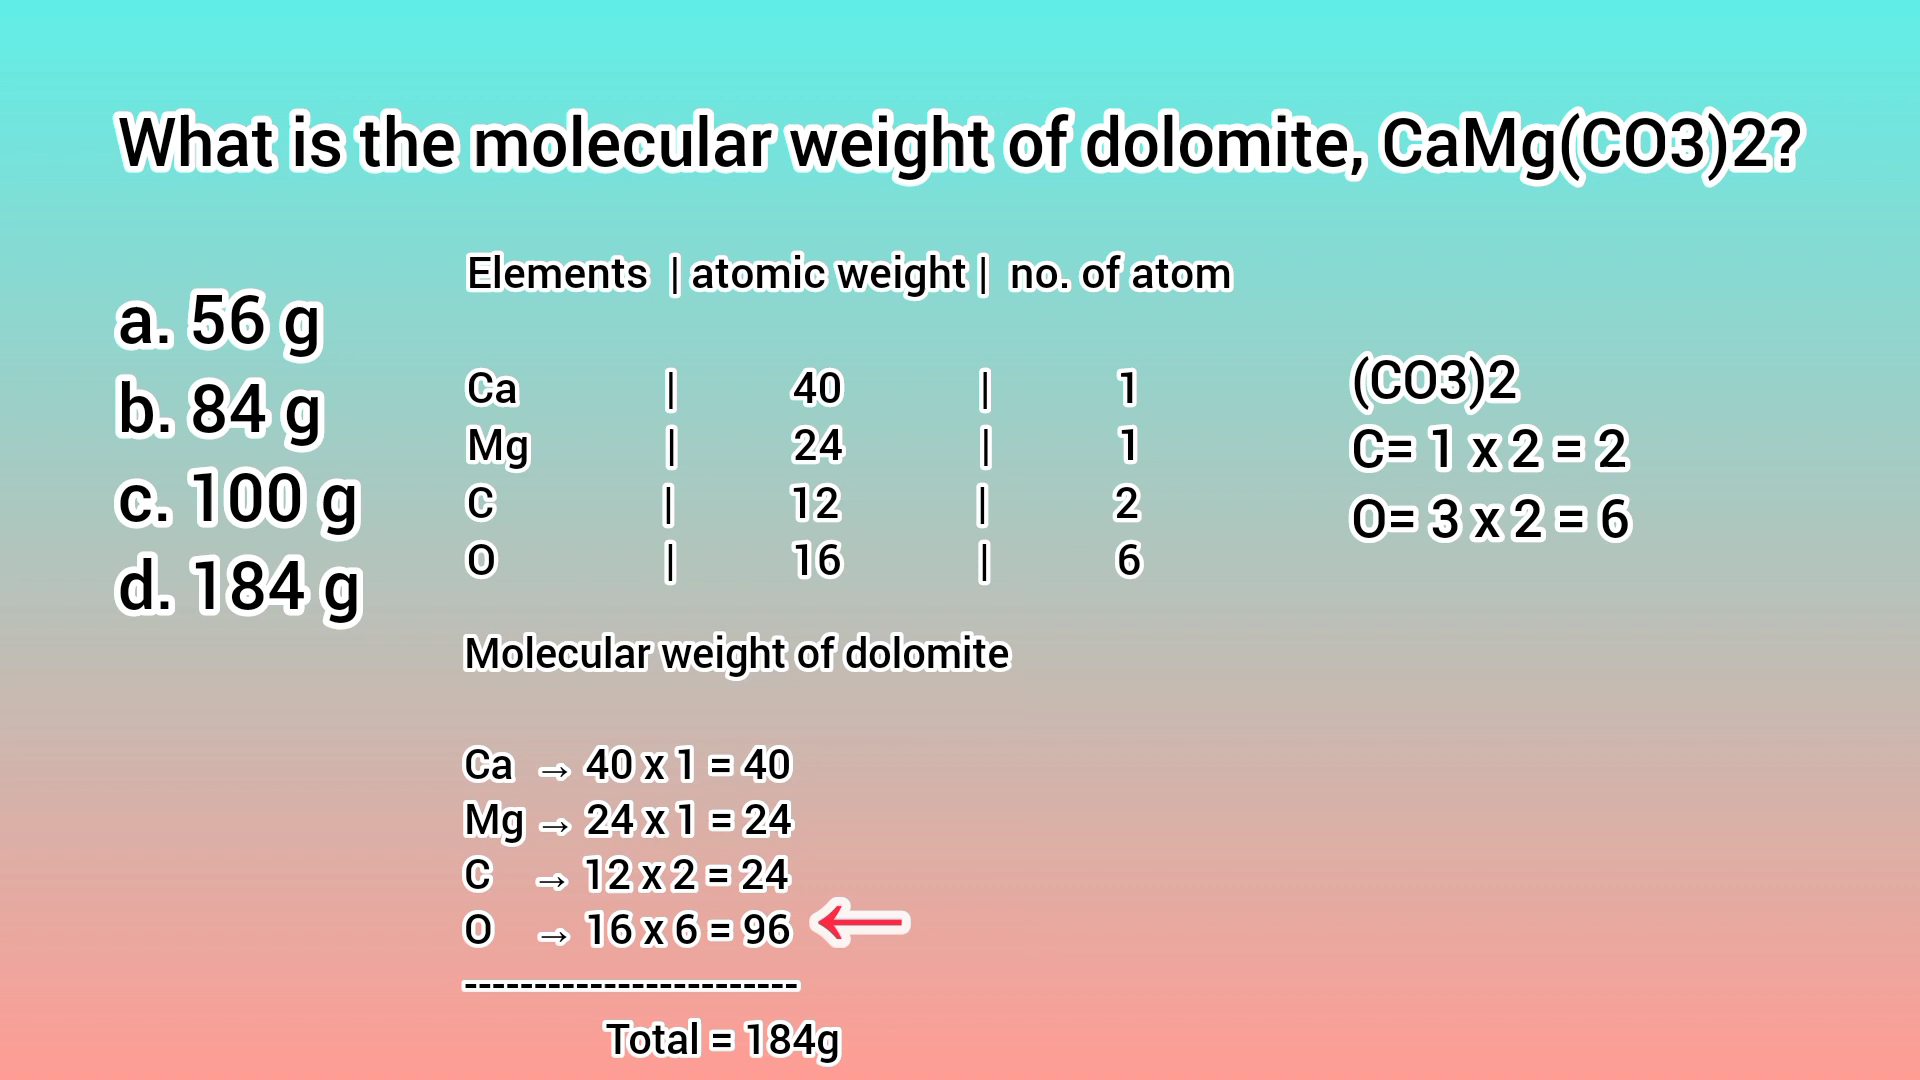 What is the molecular weight of dolomite, CaMg(CO3)2?
a. 56 g
b. 84 g
c. 100 g
d. 184 g
Elements | atomic weight | no. of atom
Ca | 40 | 1
Mg | 24 | 1
C | 12 | 2
O | 16 | 6
(CO3)2
C= 1 x 2 = 2
O= 3 x 2 = 6
Molecular weight of dolomite
Ca → 40 x 1 = 40
Mg → 24 x 1 = 24
C → 12 x 2 = 24
O → 16 x 6 = 96 ←
------------------------
Total = 184g